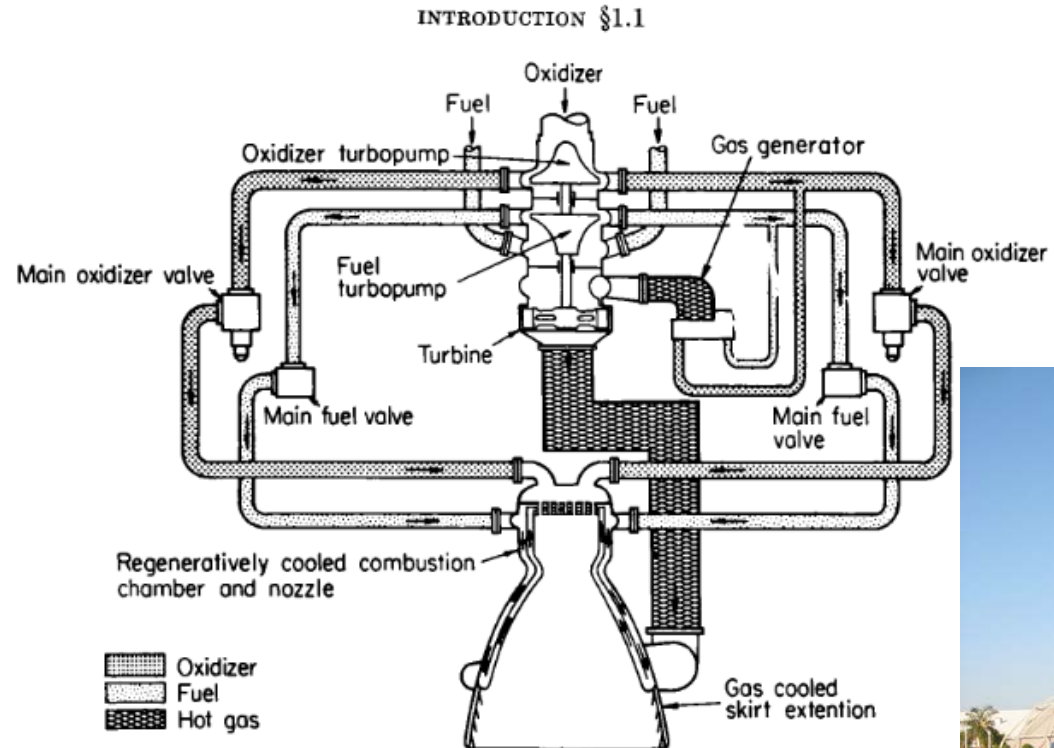 INTRODUCTION §1.1
Oxidizer
Fuel
Fuel
Oxidizer turbopump
Gas generator
Main oxidizer valve
Fuel
turbopump
Main oxidizer
valve
Turbine
Main fuel valve
Main fuel
valve
Regeneratively cooled combustion
chamber and nozzle
Oxidizer
Fuel
Hot gas
Gas cooled
skirt extention